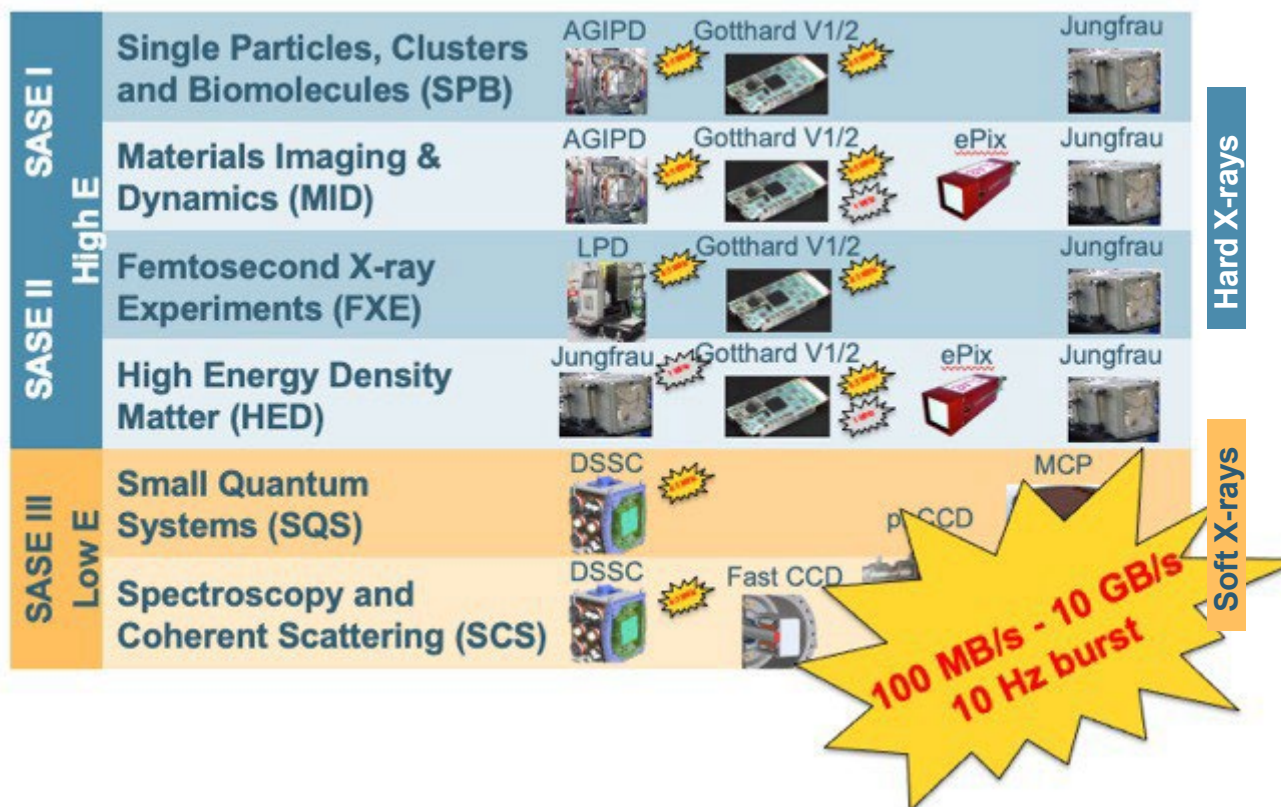 SASE I
SASE II
High E
Single Particles, Clusters
and Biomolecules (SPB)
AGIPD
Gotthard V1/2
Jungfrau
Materials Imaging &
Dynamics (MID)
AGIPD
Gotthard V1/2
ePix
Jungfrau
Femtosecond X-ray
Experiments (FXE)
LPD
Gotthard V1/2
Jungfrau
High Energy Density
Matter (HED)
Jungfrau
Gotthard V1/2
ePix
Jungfrau
Hard X-rays
SASE III
Low E
Small Quantum
Systems (SQS)
DSSC
MCP
CCD
Spectroscopy and
Coherent Scattering (SCS)
DSSC
Fast CCD
100 MB/s - 10 GB/s
10 Hz burst
Soft X-rays